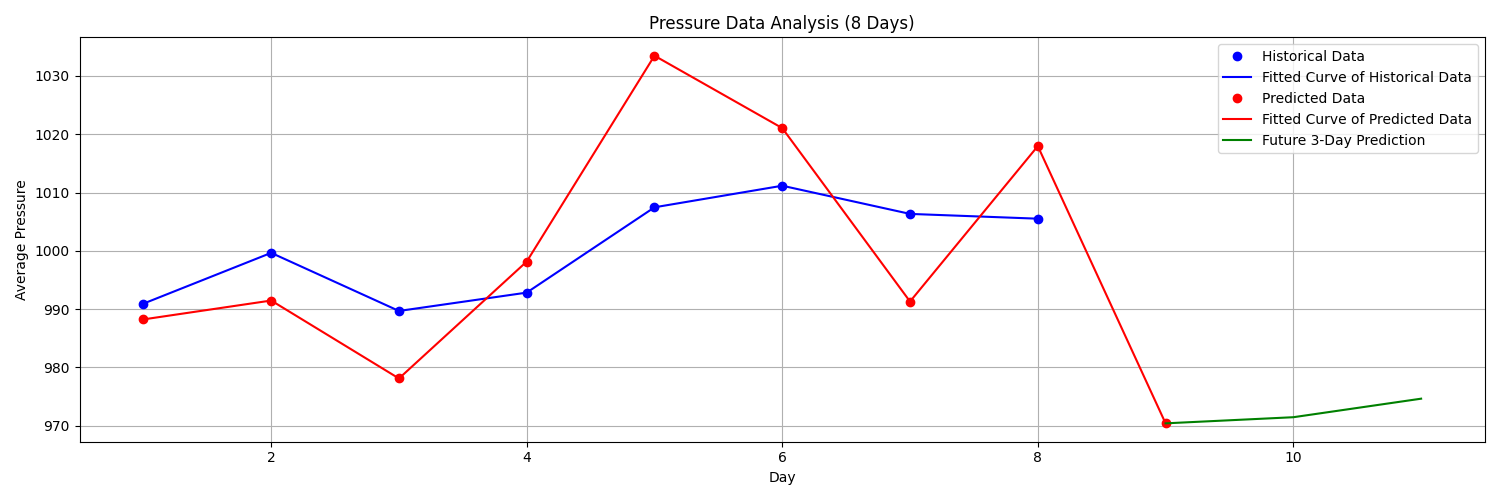 Pressure Data Analysis (8 Days)
Historical Data
Fitted Curve of Historical Data
Predicted Data
Fitted Curve of Predicted Data
Future 3-Day Prediction
Average Pressure
1030
1020
1010
1000
990
980
970
2 4 6 8 10
Day